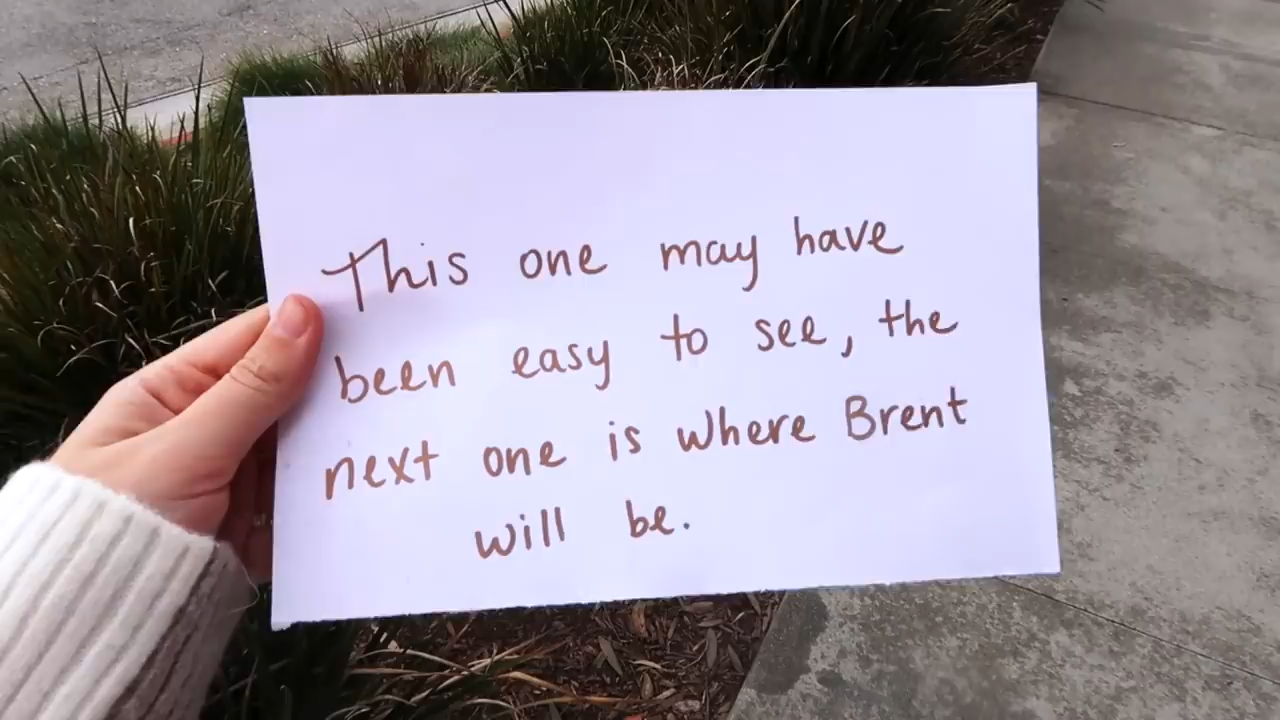 This one may have
been easy to see, the
next one is where Brent
will be.